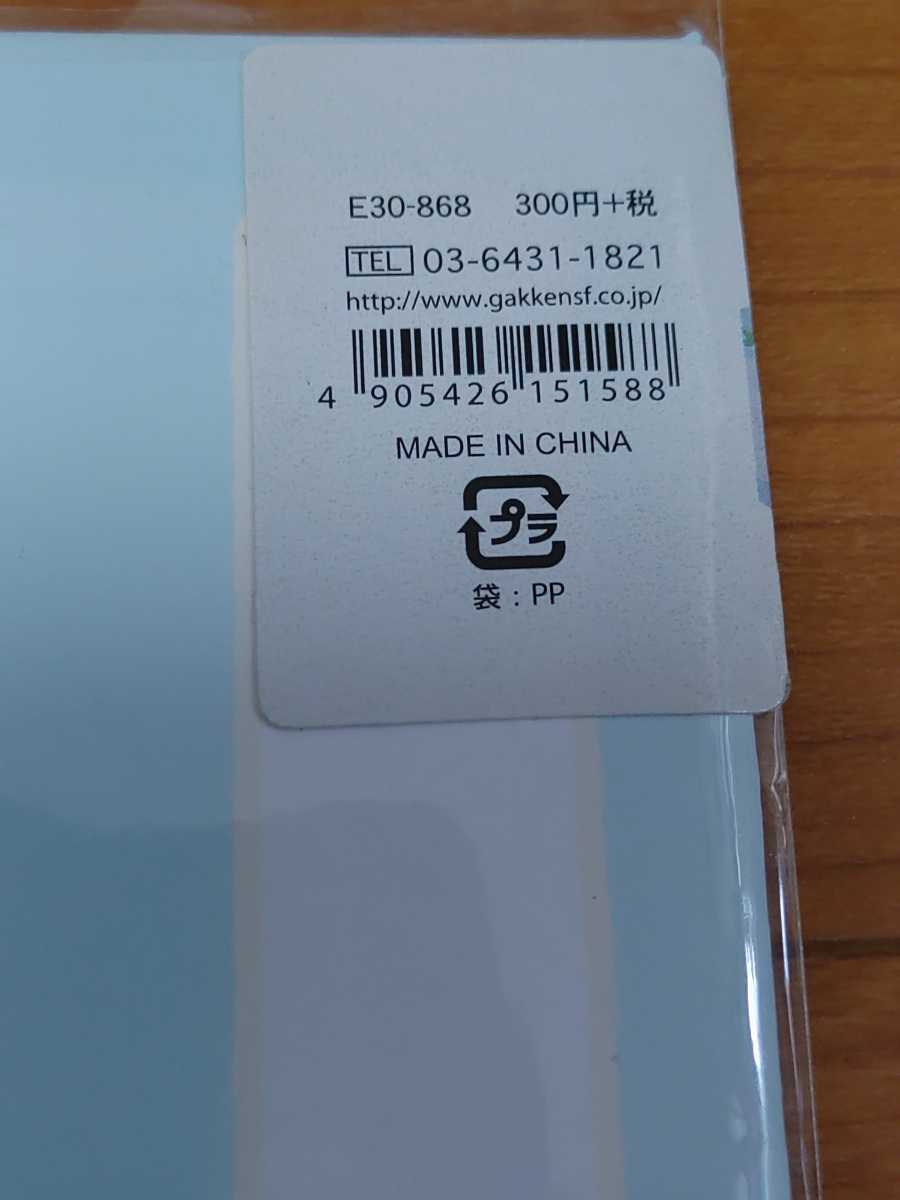 E30-868 300円+税
TEL 03-6431-1821
http://www.gakkensf.co.jp/
4 905426 151588
MADE IN CHINA
プラ
袋：PP